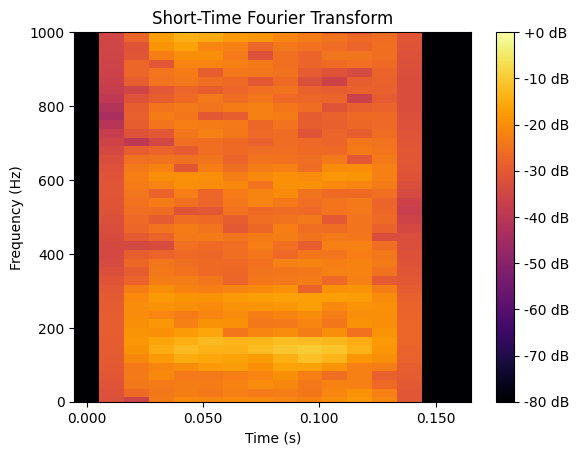 Short-Time Fourier Transform
Frequency (Hz)
1000
800
600
400
200
0
0.000
0.050
0.100
0.150
Time (s)
+0 dB
-10 dB
-20 dB
-30 dB
-40 dB
-50 dB
-60 dB
-70 dB
-80 dB